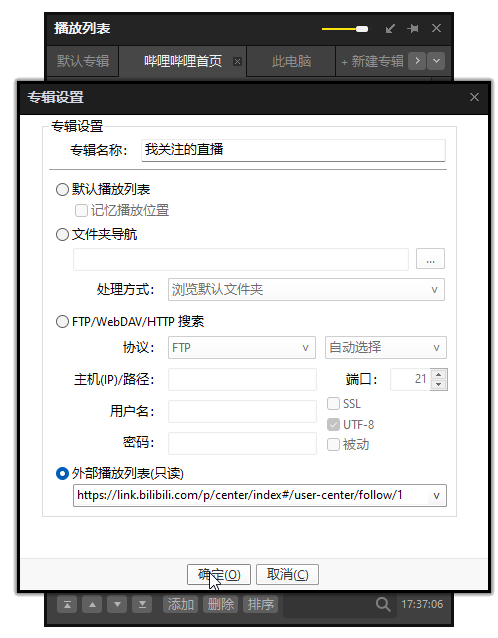 播放列表
默认专辑 哔哩哔哩首页 此电脑 + 新建专辑
专辑设置
专辑设置
专辑名称: 我关注的直播
默认播放列表
记忆播放位置
文件夹导航
...
处理方式: 浏览默认文件夹
FTP/WebDAV/HTTP 搜索
协议: FTP 自动选择
主机(IP)/路径: 端口: 21
用户名: SSL
UTF-8
密码: 被动
外部播放列表(只读)
https://link.bilibili.com/p/center/index#/user-center/follow/1
确定(O) 取消(C)
添加 删除 排序 17:37:06